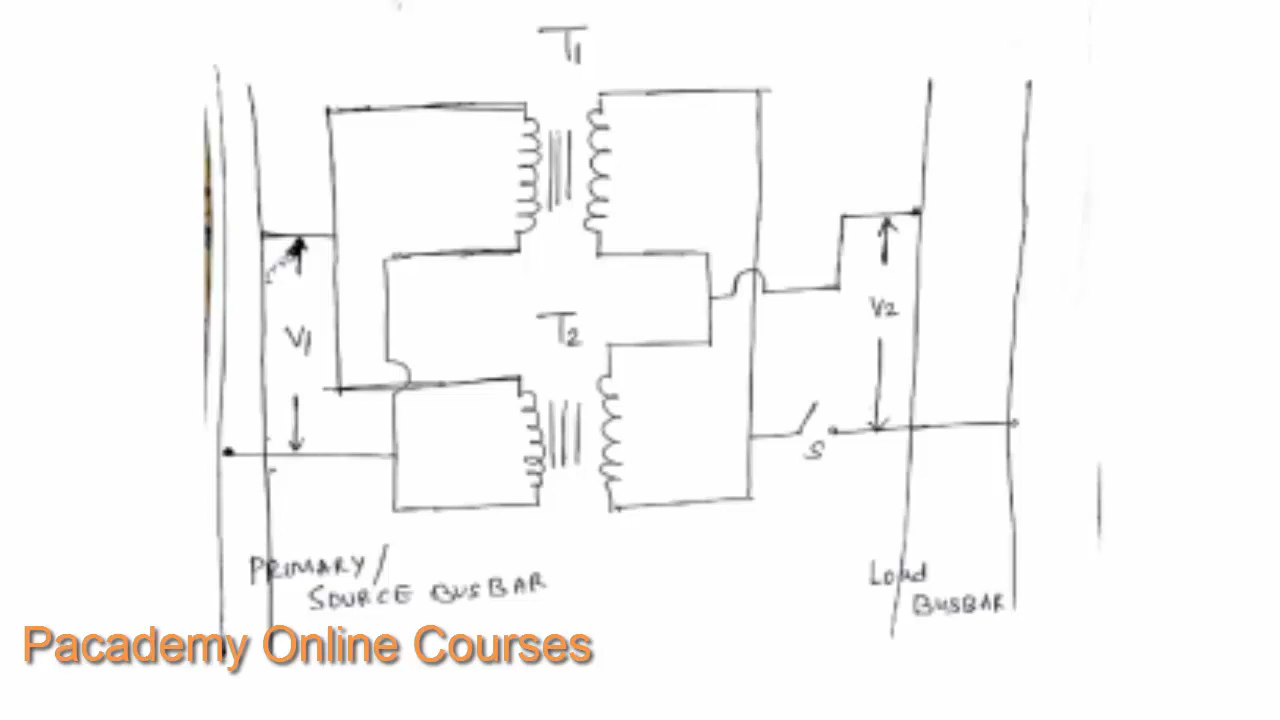 T1
V1
V2
T2
S
PRIMARY/
SOURCE BUSBAR
Load
BUSBAR
Pacademy Online Courses